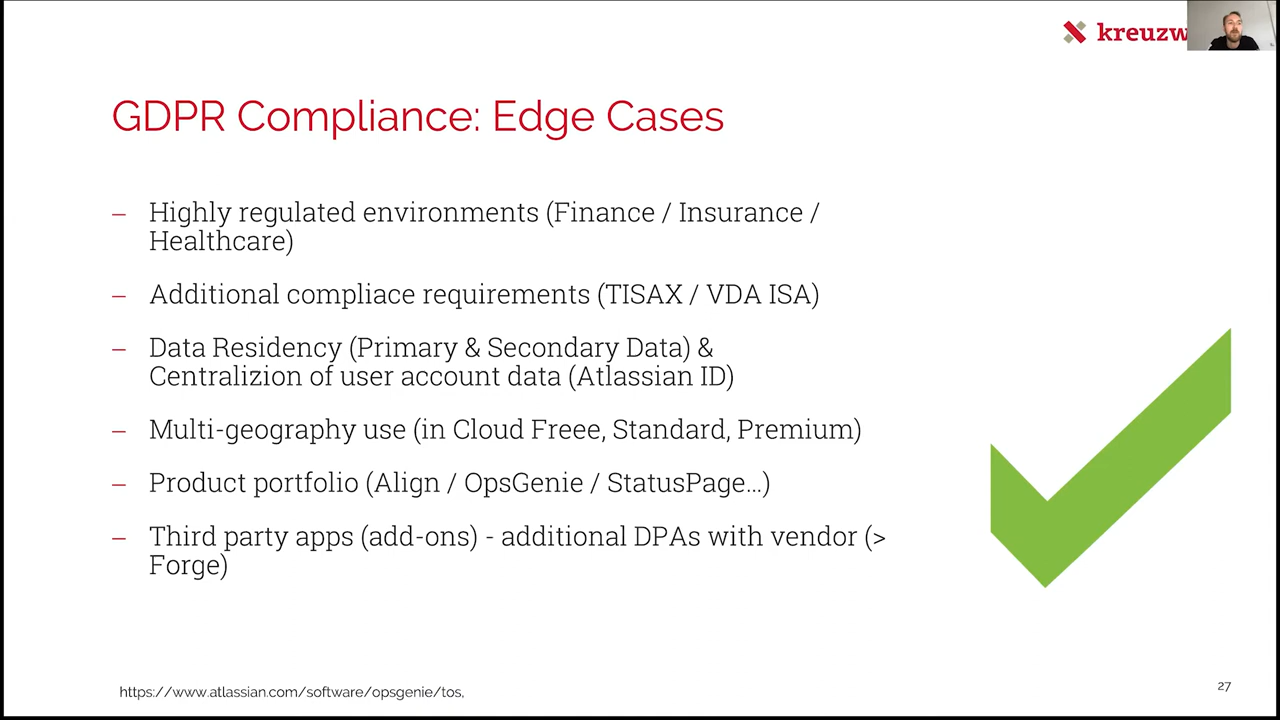 kreuzw
GDPR Compliance: Edge Cases
– Highly regulated environments (Finance / Insurance /
Healthcare)
– Additional compliace requirements (TISAX / VDA ISA)
– Data Residency (Primary & Secondary Data) &
Centralizion of user account data (Atlassian ID)
– Multi-geography use (in Cloud Freee, Standard, Premium)
– Product portfolio (Align / OpsGenie / StatusPage...)
– Third party apps (add-ons) - additional DPAs with vendor (>
Forge)
https://www.atlassian.com/software/opsgenie/tos,
27